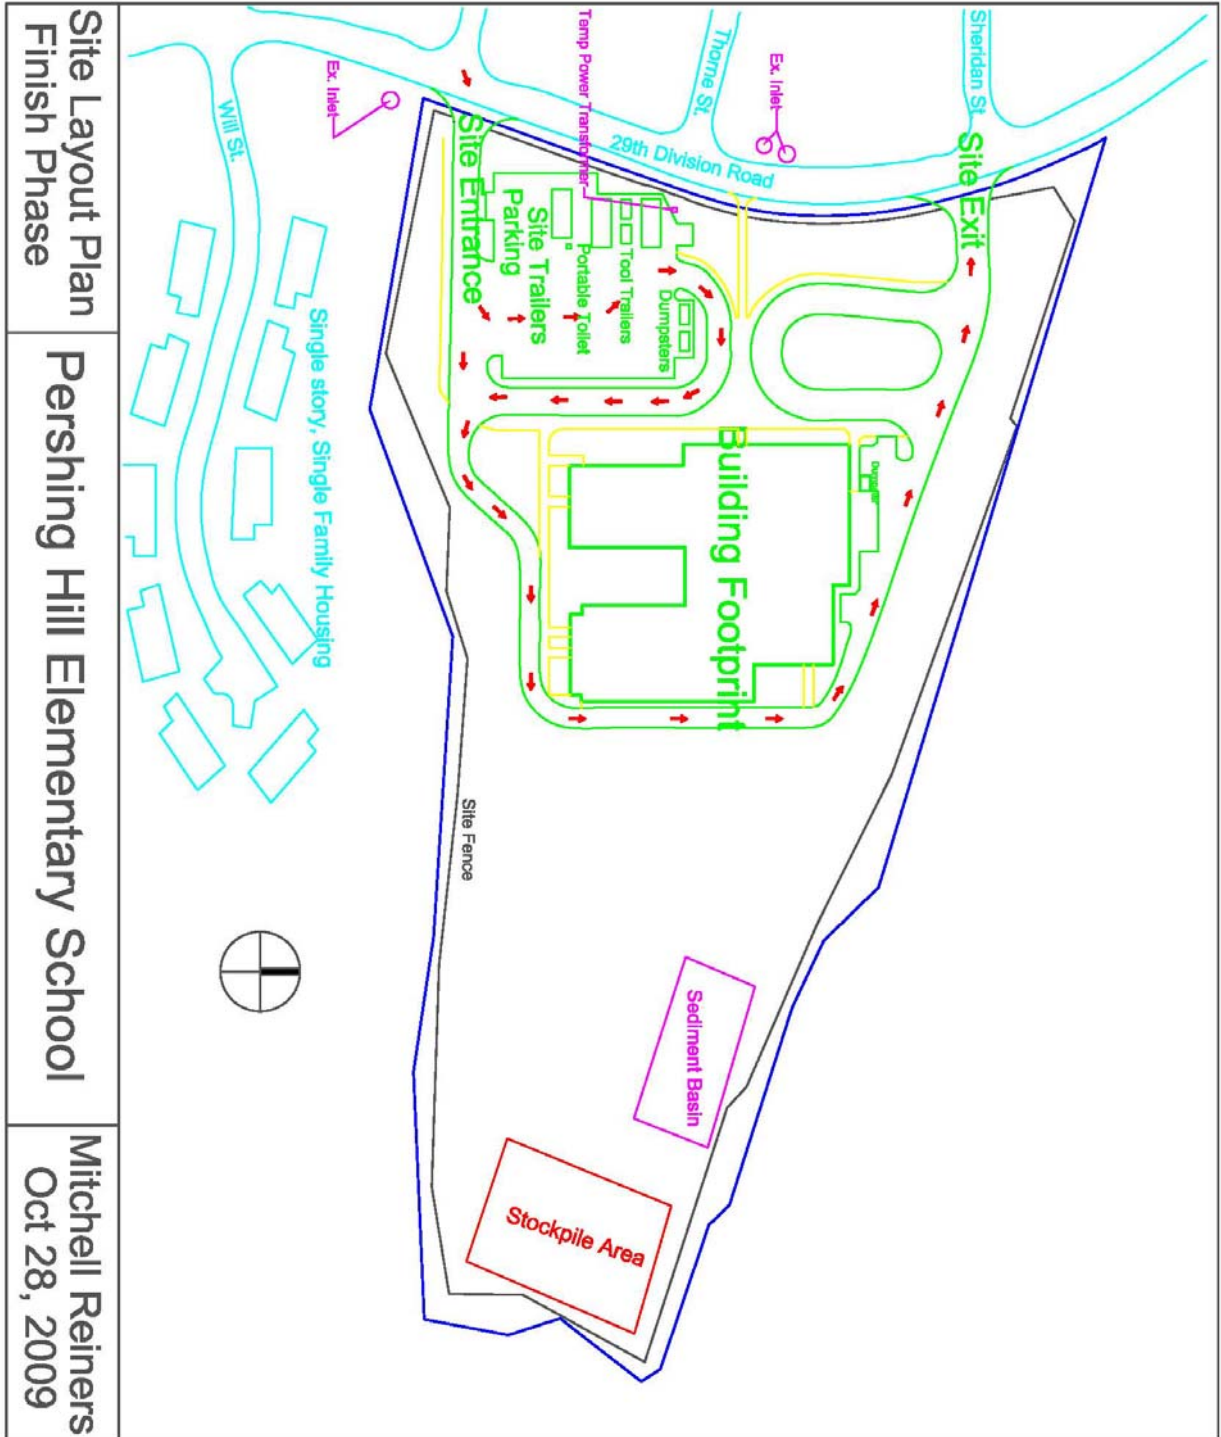 Site Layout Plan
Finish Phase
Pershing Hill Elementary School
Mitchell Reiners
Oct 28, 2009
Sheridan St
Thorne St.
Temp Power Transformer
Ex. Inlet
Ex. Inlet
Will St.
29th Division Road
Site Exit
Site Entrance
Parking
Site Trailers
Portable Toilet
Tool Trailers
Dumpsters
Building Footprint
Dumpster
Single story, Single Family Housing
Site Fence
Sediment Basin
Stockpile Area